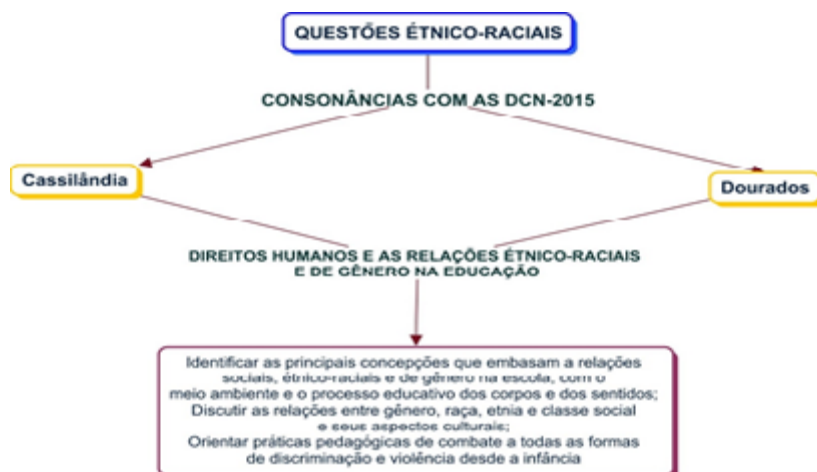 QUESTÕES ÉTNICO-RACIAIS
CONSONÂNCIAS COM AS DCN-2015
Cassilândia
Dourados
DIREITOS HUMANOS E AS RELAÇÕES ÉTNICO-RACIAIS
E DE GÊNERO NA EDUCAÇÃO
Identificar as principais concepções que embasam a relações
sociais, étnico-raciais e de gênero na escola, com o
meio ambiente e o processo educativo dos corpos e dos sentidos;
Discutir as relações entre gênero, raça, etnia e classe social
e seus aspectos culturais;
Orientar práticas pedagógicas de combate a todas as formas
de discriminação e violência desde a infância